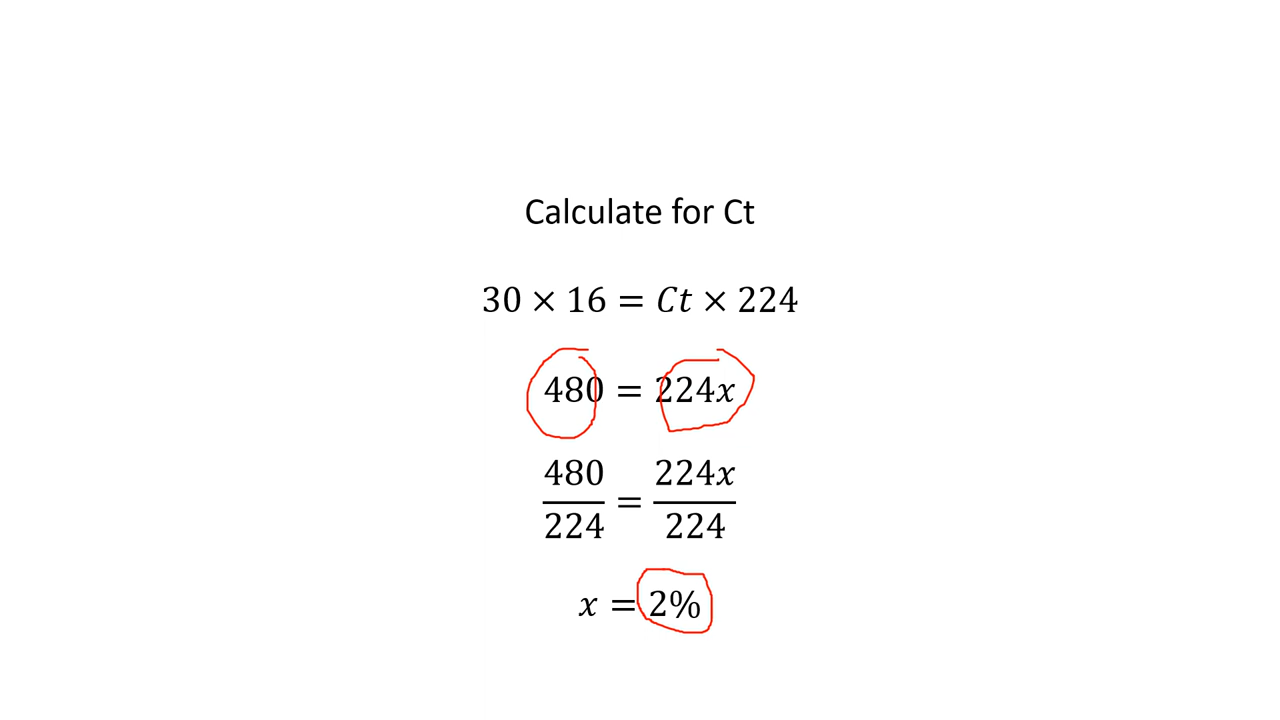 Calculate for Ct
30 × 16 = Ct × 224
480 = 224x
480/224 = 224x/224
x = 2%